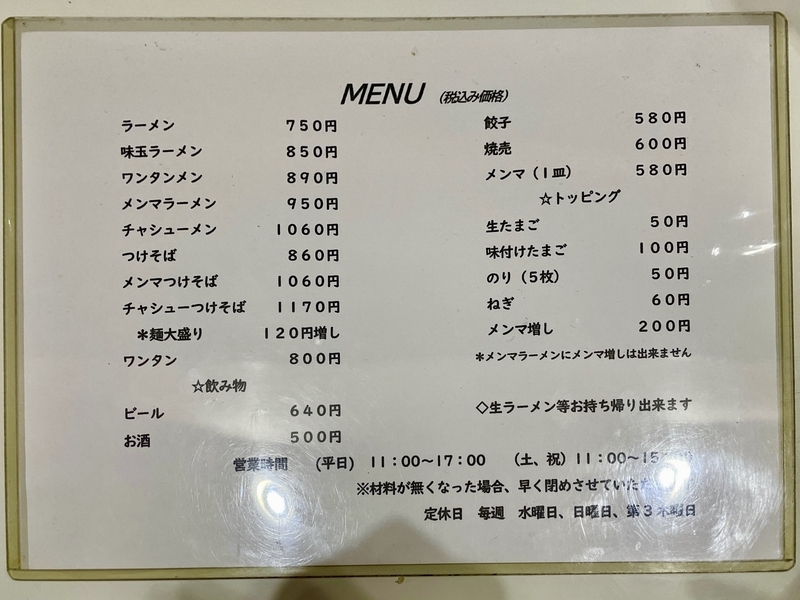 MENU (税込み価格)
ラーメン 750円
味玉ラーメン 850円
ワンタンメン 890円
メンマラーメン 950円
チャシューメン 1060円
つけそば 860円
メンマつけそば 1060円
チャシューつけそば 1170円
＊麺大盛り 120円増し
ワンタン 800円
☆飲み物
ビール 640円
お酒 500円
餃子 580円
焼売 600円
メンマ（1皿） 580円
☆トッピング
生たまご 50円
味付けたまご 100円
のり（5枚） 50円
ねぎ 60円
メンマ増し 200円
＊メンマラーメンにメンマ増しは出来ません
◇生ラーメン等お持ち帰り出来ます
営業時間 （平日） 11：00～17：00 （土、祝）11：00～15
※材料が無くなった場合、早く閉めさせていただ
定休日 毎週 水曜日、日曜日、第3木曜日